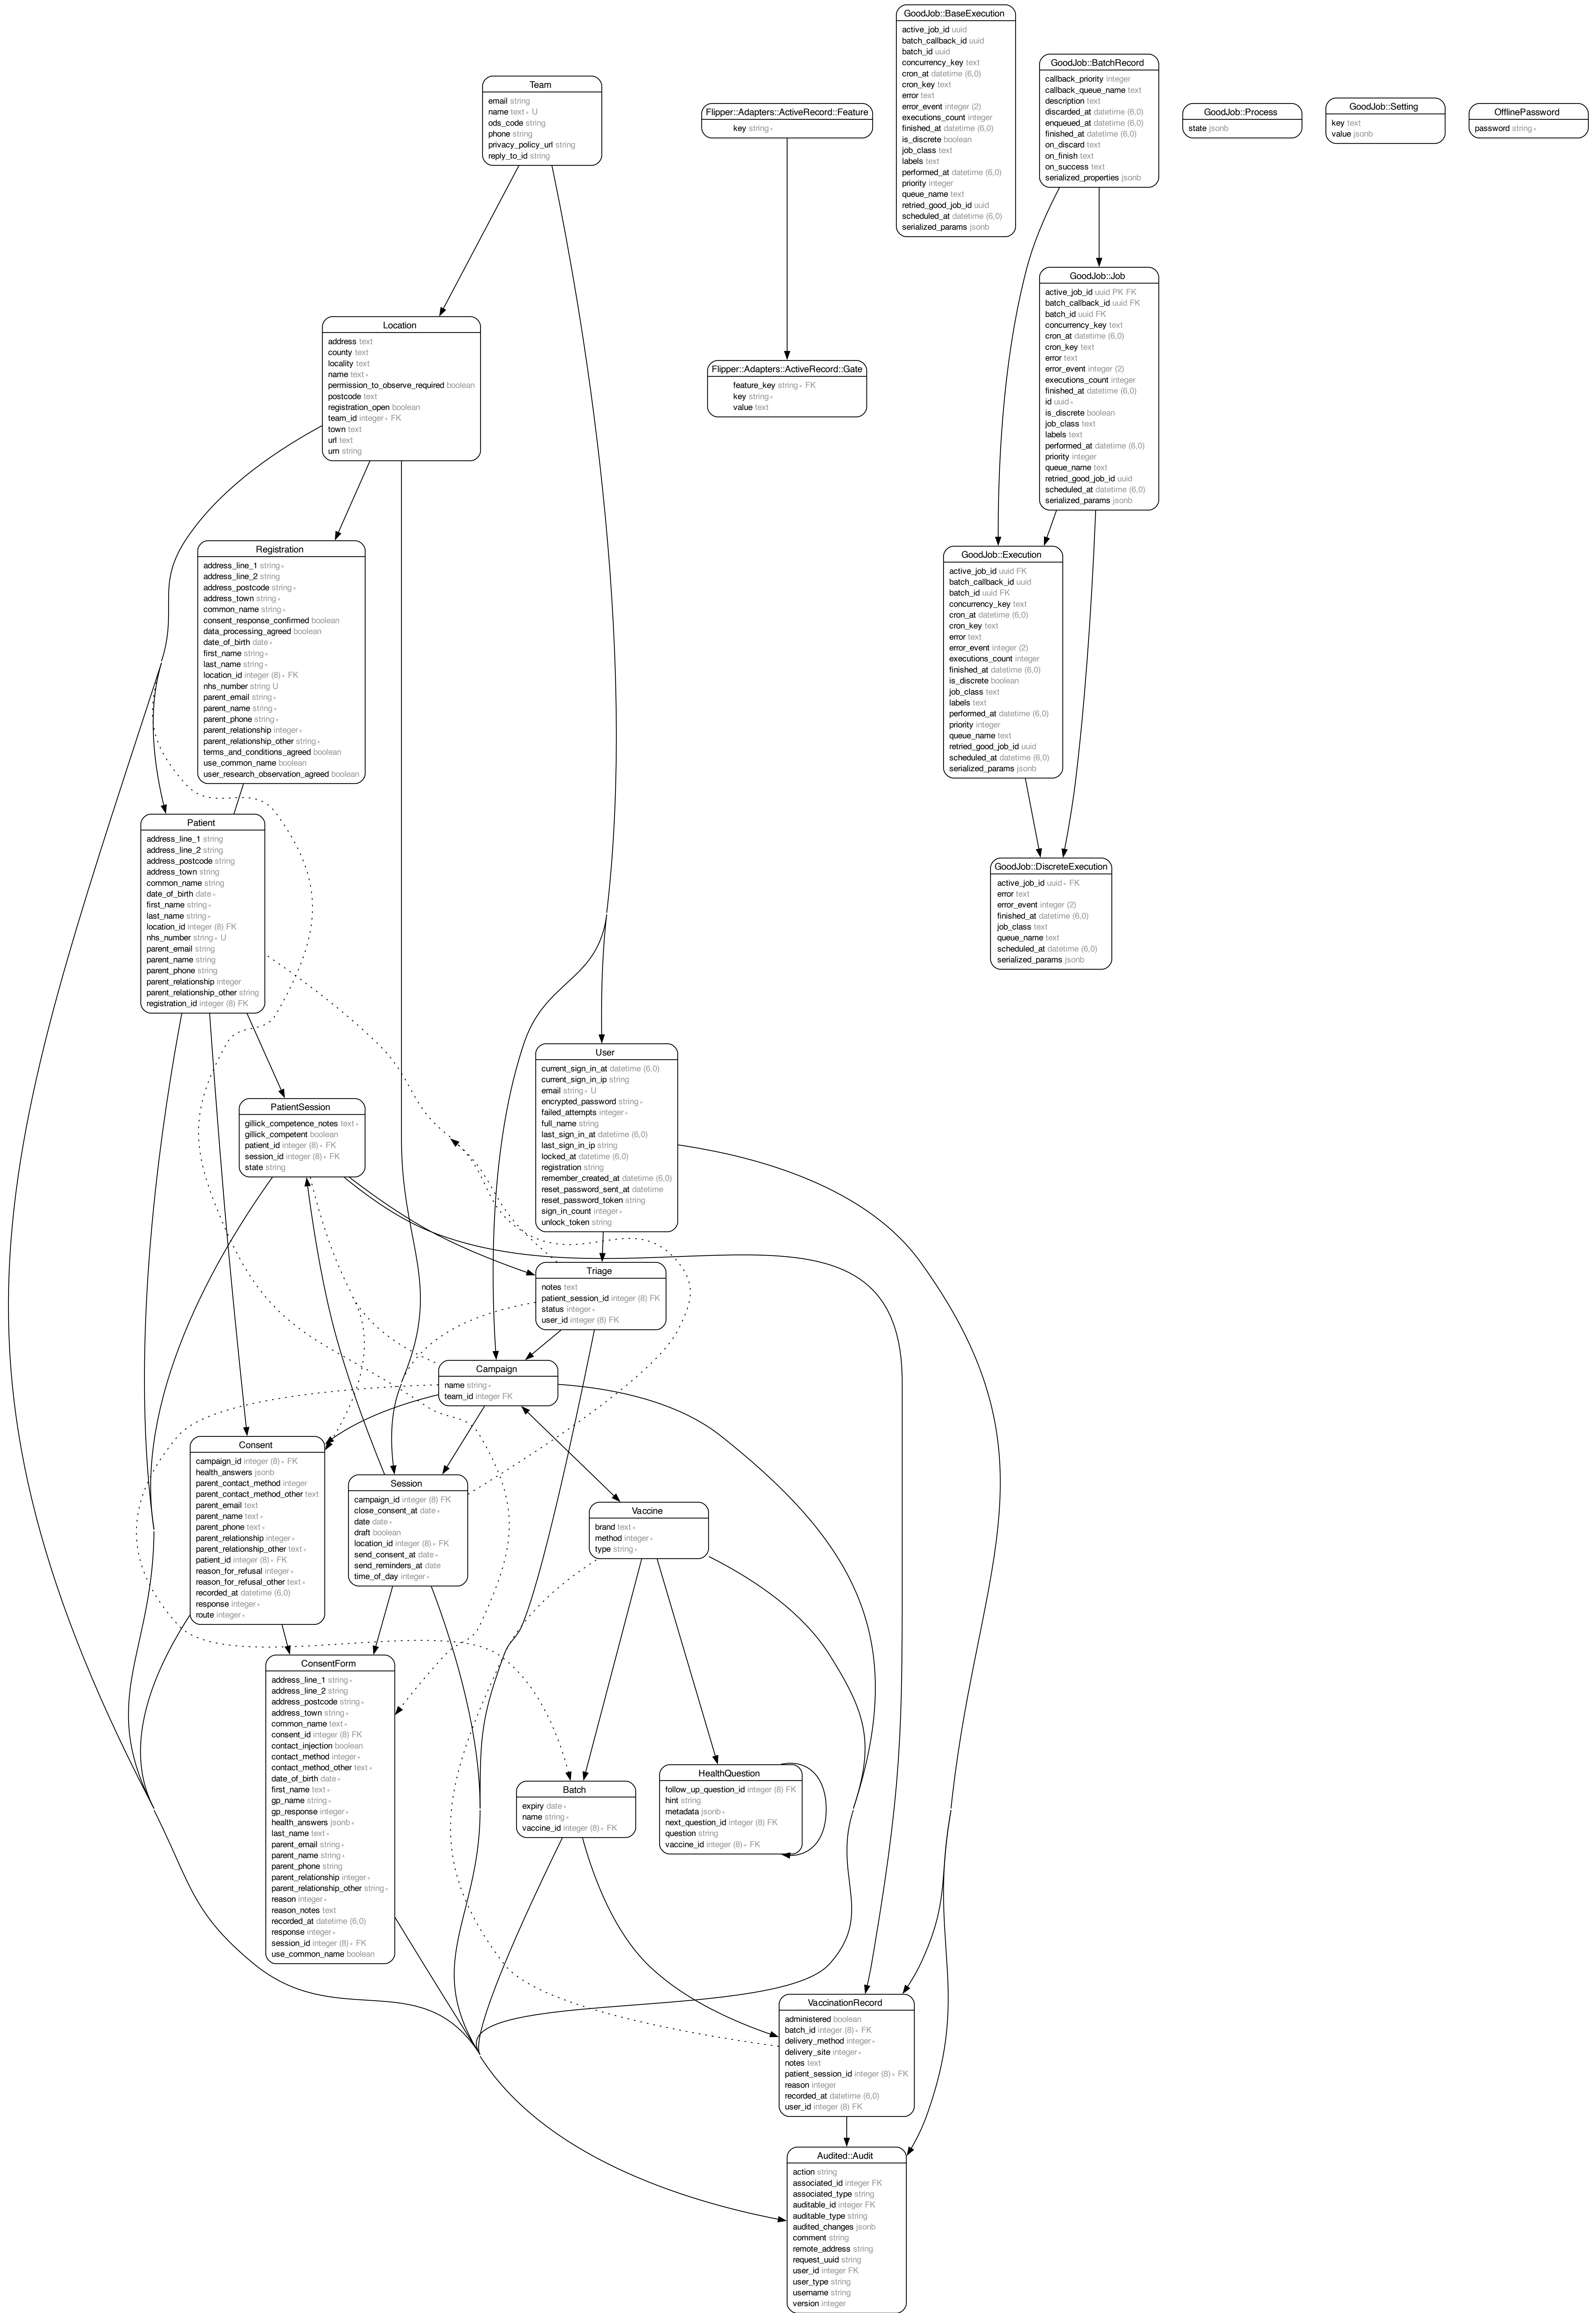 GoodJob::BaseExecution
active_job_id uuid
batch_callback_id uuid
batch_id uuid
concurrency_key text
cron_at datetime (6,0)
cron_key text
error text
error_event integer (2)
executions_count integer
finished_at datetime (6,0)
is_discrete boolean
job_class text
labels text
performed_at datetime (6,0)
priority integer
queue_name text
retried_good_job_id uuid
scheduled_at datetime (6,0)
serialized_params jsonb
GoodJob::BatchRecord
callback_priority integer
callback_queue_name text
description text
discarded_at datetime (6,0)
enqueued_at datetime (6,0)
finished_at datetime (6,0)
on_discard text
on_finish text
on_success text
serialized_properties jsonb
Team
email string
name text∗ U
ods_code string
phone string
privacy_policy_url string
reply_to_id string
Flipper::Adapters::ActiveRecord::Feature
key string∗
GoodJob::Process
state jsonb
GoodJob::Setting
key text
value jsonb
OfflinePassword
password string∗
GoodJob::Job
active_job_id uuid PK FK
batch_callback_id uuid FK
batch_id uuid FK
concurrency_key text
cron_at datetime (6,0)
cron_key text
error text
error_event integer (2)
executions_count integer
finished_at datetime (6,0)
id uuid∗
is_discrete boolean
job_class text
labels text
performed_at datetime (6,0)
priority integer
queue_name text
retried_good_job_id uuid
scheduled_at datetime (6,0)
serialized_params jsonb
Location
address text
county text
locality text
name text∗
permission_to_observe_required boolean
postcode text
registration_open boolean
team_id integer∗ FK
town text
url text
urn string
Flipper::Adapters::ActiveRecord::Gate
feature_key string∗ FK
key string∗
value text
Registration
address_line_1 string∗
address_line_2 string
address_postcode string∗
address_town string∗
common_name string∗
consent_response_confirmed boolean
data_processing_agreed boolean
date_of_birth date∗
first_name string∗
last_name string∗
location_id integer (8)∗ FK
nhs_number string U
parent_email string∗
parent_name string∗
parent_phone string∗
parent_relationship integer∗
parent_relationship_other string∗
terms_and_conditions_agreed boolean
use_common_name boolean
user_research_observation_agreed boolean
GoodJob::Execution
active_job_id uuid FK
batch_callback_id uuid
batch_id uuid FK
concurrency_key text
cron_at datetime (6,0)
cron_key text
error text
error_event integer (2)
executions_count integer
finished_at datetime (6,0)
is_discrete boolean
job_class text
labels text
performed_at datetime (6,0)
priority integer
queue_name text
retried_good_job_id uuid
scheduled_at datetime (6,0)
serialized_params jsonb
Patient
address_line_1 string
address_line_2 string
address_postcode string
address_town string
common_name string
date_of_birth date∗
first_name string∗
last_name string∗
location_id integer (8) FK
nhs_number string∗ U
parent_email string
parent_name string
parent_phone string
parent_relationship integer
parent_relationship_other string
registration_id integer (8) FK
GoodJob::DiscreteExecution
active_job_id uuid∗ FK
error text
error_event integer (2)
finished_at datetime (6,0)
job_class text
queue_name text
scheduled_at datetime (6,0)
serialized_params jsonb
User
current_sign_in_at datetime (6,0)
current_sign_in_ip string
email string∗ U
encrypted_password string∗
failed_attempts integer∗
full_name string
last_sign_in_at datetime (6,0)
last_sign_in_ip string
locked_at datetime (6,0)
registration string
remember_created_at datetime (6,0)
reset_password_sent_at datetime
reset_password_token string
sign_in_count integer∗
unlock_token string
PatientSession
gillick_competence_notes text∗
gillick_competent boolean
patient_id integer (8)∗ FK
session_id integer (8)∗ FK
state string
Triage
notes text
patient_session_id integer (8) FK
status integer∗
user_id integer (8) FK
Campaign
name string∗
team_id integer FK
Consent
campaign_id integer (8)∗ FK
health_answers jsonb
parent_contact_method integer
parent_contact_method_other text
parent_email text
parent_name text∗
parent_phone text∗
parent_relationship integer∗
parent_relationship_other text∗
patient_id integer (8)∗ FK
reason_for_refusal integer∗
reason_for_refusal_other text∗
recorded_at datetime (6,0)
response integer∗
route integer∗
Session
campaign_id integer (8) FK
close_consent_at date∗
date date∗
draft boolean
location_id integer (8)∗ FK
send_consent_at date∗
send_reminders_at date
time_of_day integer∗
Vaccine
brand text∗
method integer∗
type string∗
ConsentForm
address_line_1 string∗
address_line_2 string
address_postcode string∗
address_town string∗
common_name text∗
consent_id integer (8) FK
contact_injection boolean
contact_method integer∗
contact_method_other text∗
date_of_birth date∗
first_name text∗
gp_name string∗
gp_response integer∗
health_answers jsonb∗
last_name text∗
parent_email string∗
parent_name string∗
parent_phone string
parent_relationship integer∗
parent_relationship_other string∗
reason integer∗
reason_notes text
recorded_at datetime (6,0)
response integer∗
session_id integer (8)∗ FK
use_common_name boolean
Batch
expiry date∗
name string∗
vaccine_id integer (8)∗ FK
HealthQuestion
follow_up_question_id integer (8) FK
hint string
metadata jsonb∗
next_question_id integer (8) FK
question string
vaccine_id integer (8)∗ FK
VaccinationRecord
administered boolean
batch_id integer (8)∗ FK
delivery_method integer∗
delivery_site integer∗
notes text
patient_session_id integer (8)∗ FK
reason integer
recorded_at datetime (6,0)
user_id integer (8) FK
Audited::Audit
action string
associated_id integer FK
associated_type string
auditable_id integer FK
auditable_type string
audited_changes jsonb
comment string
remote_address string
request_uuid string
user_id integer FK
user_type string
username string
version integer